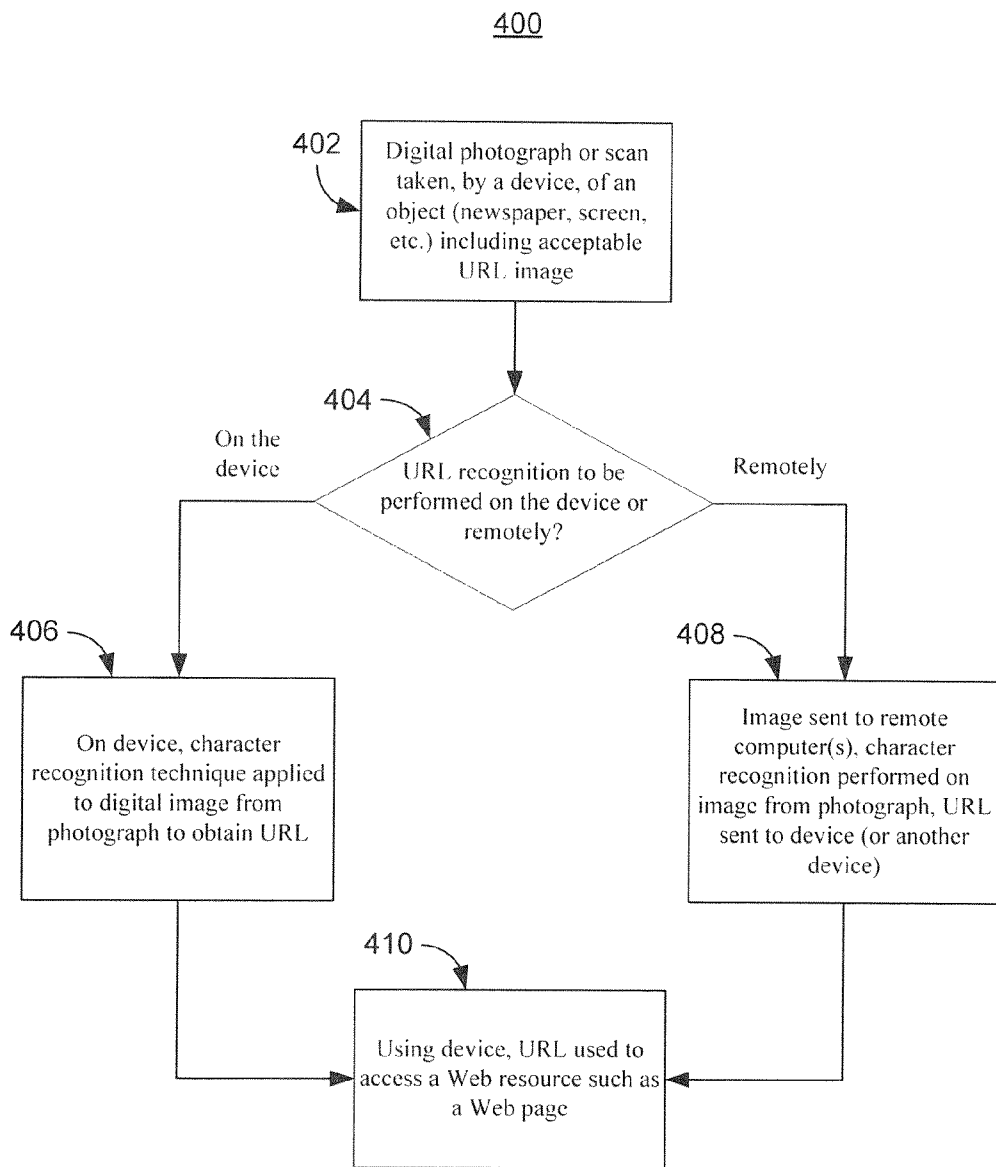 400
402
Digital photograph or scan
taken, by a device, of an
object (newspaper, screen,
etc.) including acceptable
URL image
404
On the
device
URL recognition to be
performed on the device or
remotely?
Remotely
406
On device, character
recognition technique applied
to digital image from
photograph to obtain URL
408
Image sent to remote
computer(s), character
recognition performed on
image from photograph, URL
sent to device (or another
device)
410
Using device, URL used to
access a Web resource such as
a Web page